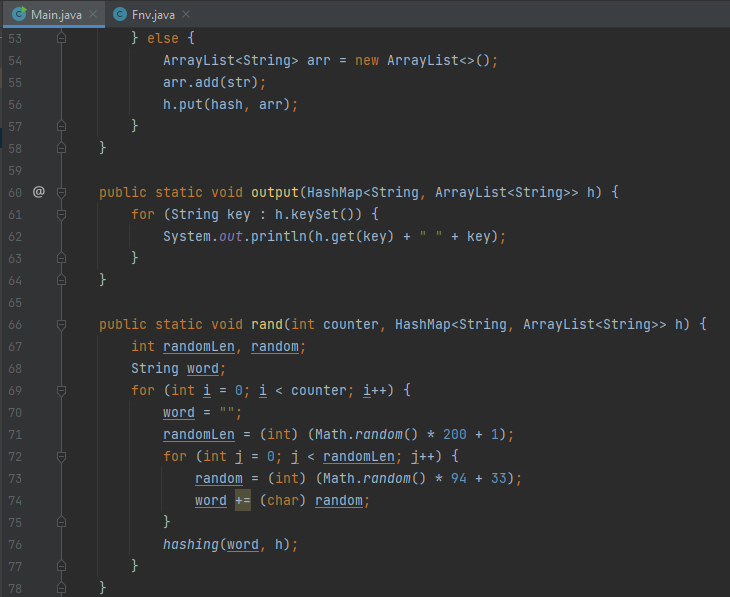 Main.java Fnv.java
53 } else {
54 ArrayList<String> arr = new ArrayList<>();
55 arr.add(str);
56 h.put(hash, arr);
57 }
58 }
59
60 @ public static void output(HashMap<String, ArrayList<String>> h) {
61 for (String key : h.keySet()) {
62 System.out.println(h.get(key) + " " + key);
63 }
64 }
65
66 public static void rand(int counter, HashMap<String, ArrayList<String>> h) {
67 int randomLen, random;
68 String word;
69 for (int i = 0; i < counter; i++) {
70 word = "";
71 randomLen = (int) (Math.random() * 200 + 1);
72 for (int j = 0; j < randomLen; j++) {
73 random = (int) (Math.random() * 94 + 33);
74 word += (char) random;
75 }
76 hashing(word, h);
77 }
78 }